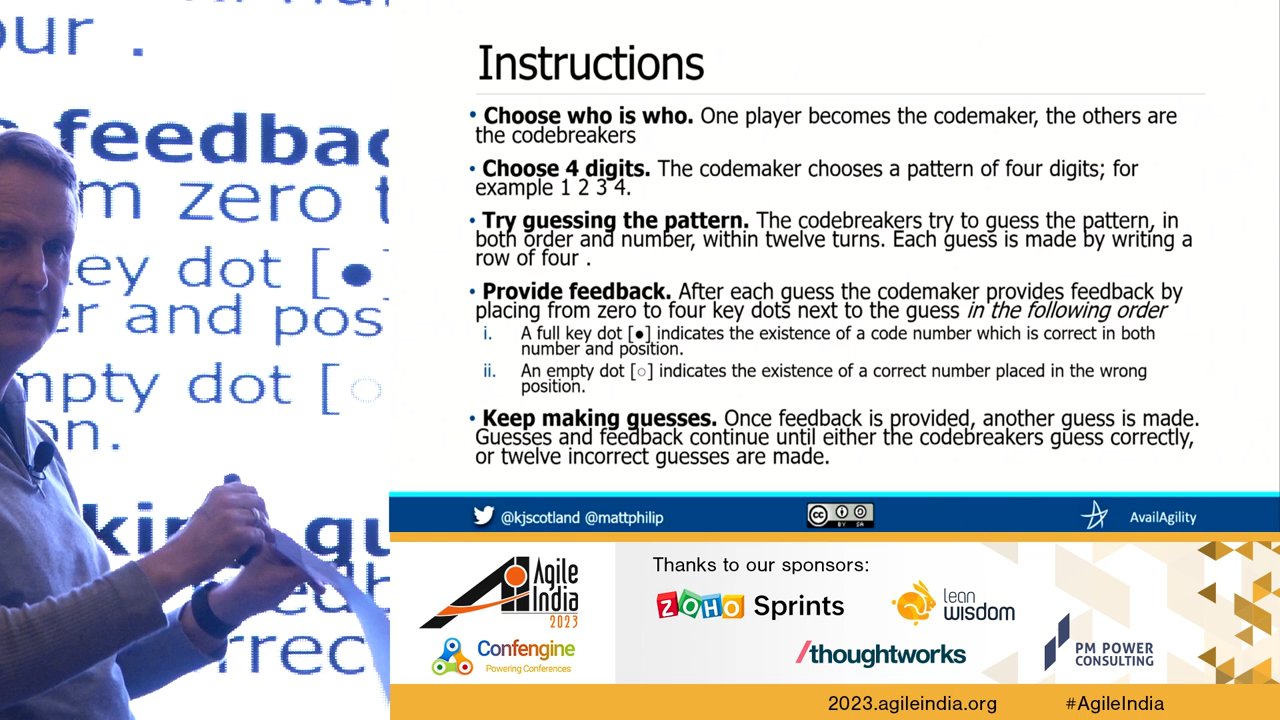 our .
feedbac
m zero t
ey dot [●]
er and pos
mpty dot [○
on.
king gu
edb
rrec
Instructions
• Choose who is who. One player becomes the codemaker, the others are
the codebreakers
• Choose 4 digits. The codemaker chooses a pattern of four digits; for
example 1 2 3 4.
• Try guessing the pattern. The codebreakers try to guess the pattern, in
both order and number, within twelve turns. Each guess is made by writing a
row of four .
• Provide feedback. After each guess the codemaker provides feedback by
placing from zero to four key dots next to the guess in the following order
i. A full key dot [●] indicates the existence of a code number which is correct in both
number and position.
ii. An empty dot [○] indicates the existence of a correct number placed in the wrong
position.
• Keep making guesses. Once feedback is provided, another guess is made.
Guesses and feedback continue until either the codebreakers guess correctly,
or twelve incorrect guesses are made.
@kjscotland @mattphilip
cc BY SA
AvailAgility
Agile
India
2023
Confengine
Powering Conferences
Thanks to our sponsors:
ZOHO Sprints
lean
wisdom
/thoughtworks
PM POWER
CONSULTING
2023.agileindia.org #AgileIndia